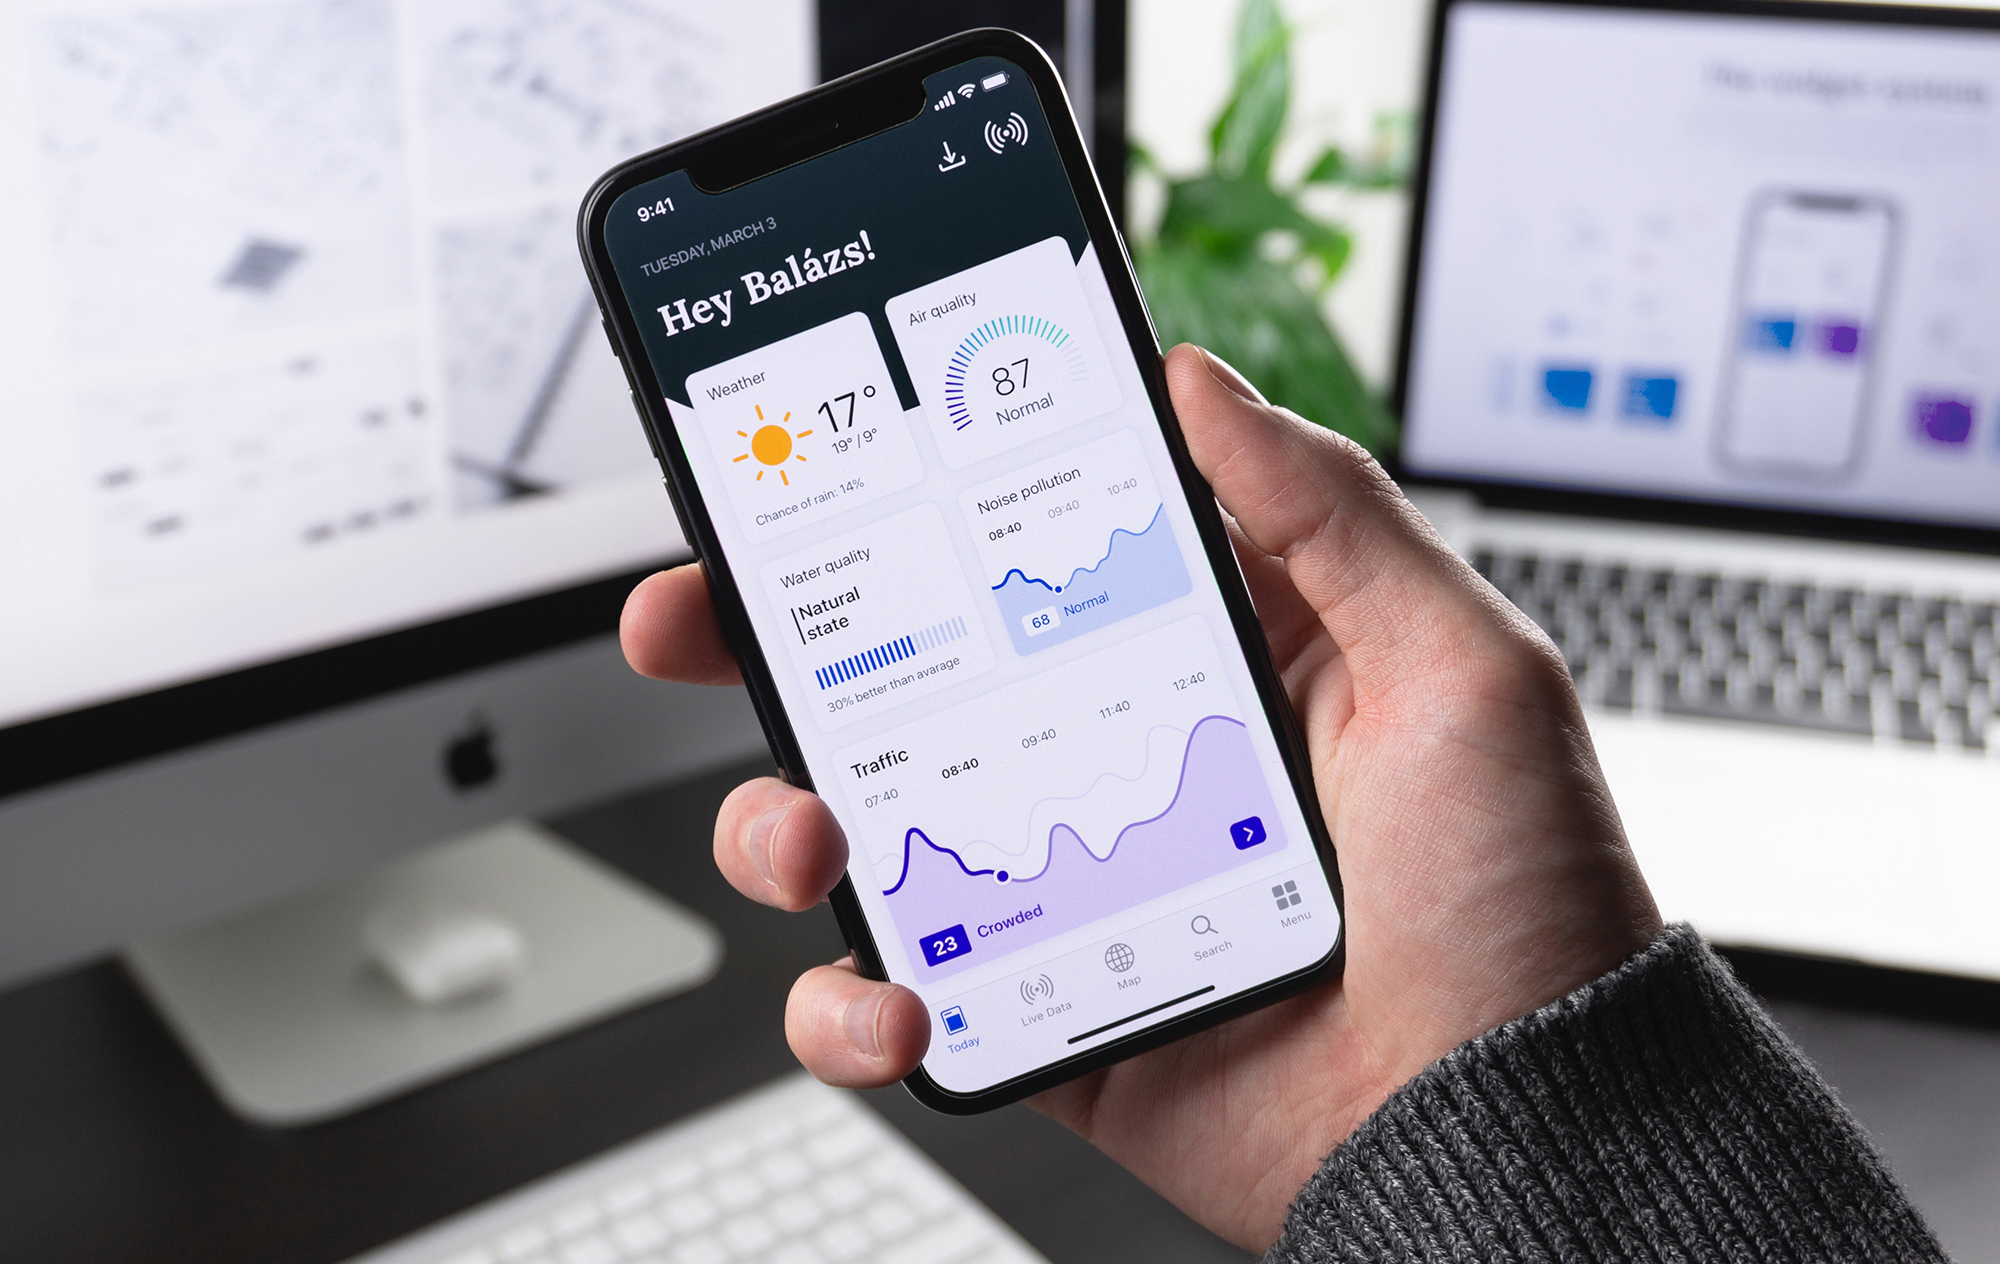 9:41
TUESDAY, MARCH 3
Hey Balázs!
Weather
17°
19° / 9°
Chance of rain: 14%
Air quality
87
Normal
Water quality
Natural
state
30% better than avarage
Noise pollution
08:40 09:40 10:40
68 Normal
Traffic
07:40 08:40 09:40 11:40 12:40
23 Crowded
Today
Live Data
Map
Search
Menu